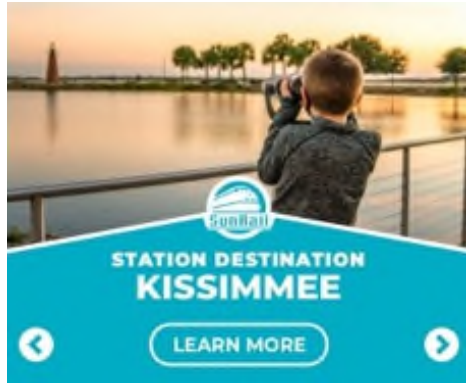 SunRail
STATION DESTINATION
KISSIMMEE
LEARN MORE